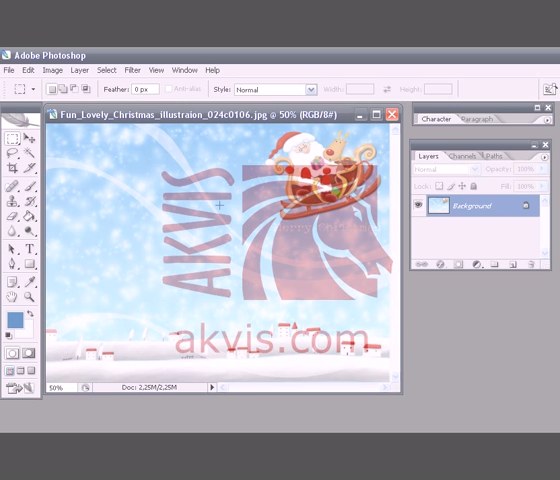 Adobe Photoshop
File Edit Image Layer Select Filter View Window Help
Feather: 0 px Anti-alias Style: Normal Width: Height:
Fun_Lovely_Christmas_illustraion_024c0106.jpg @ 50% (RGB/8#)
Character Paragraph
Layers Channels Paths
Normal Opacity: 100%
Lock: Fill: 100%
Background
AKVIS
akvis.com
50% Doc: 2,25M/2,25M